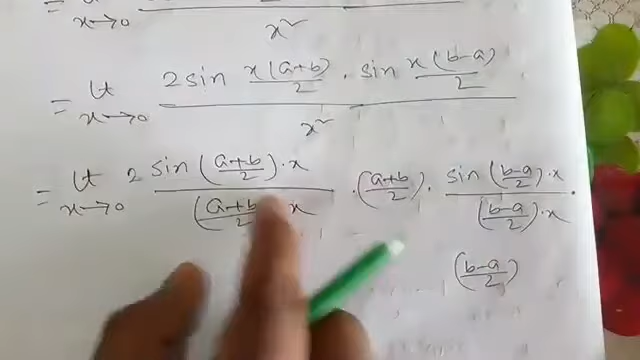 = x→0 x²
= lt x→0 2 sin x(a+b)/2 · sin x(b-a)/2 / x²
= lt x→0 2 sin (a+b/2)·x / (a+b/2)·x · (a+b/2) · sin (b-a/2)·x / (b-a/2)·x ·
(b-a/2)